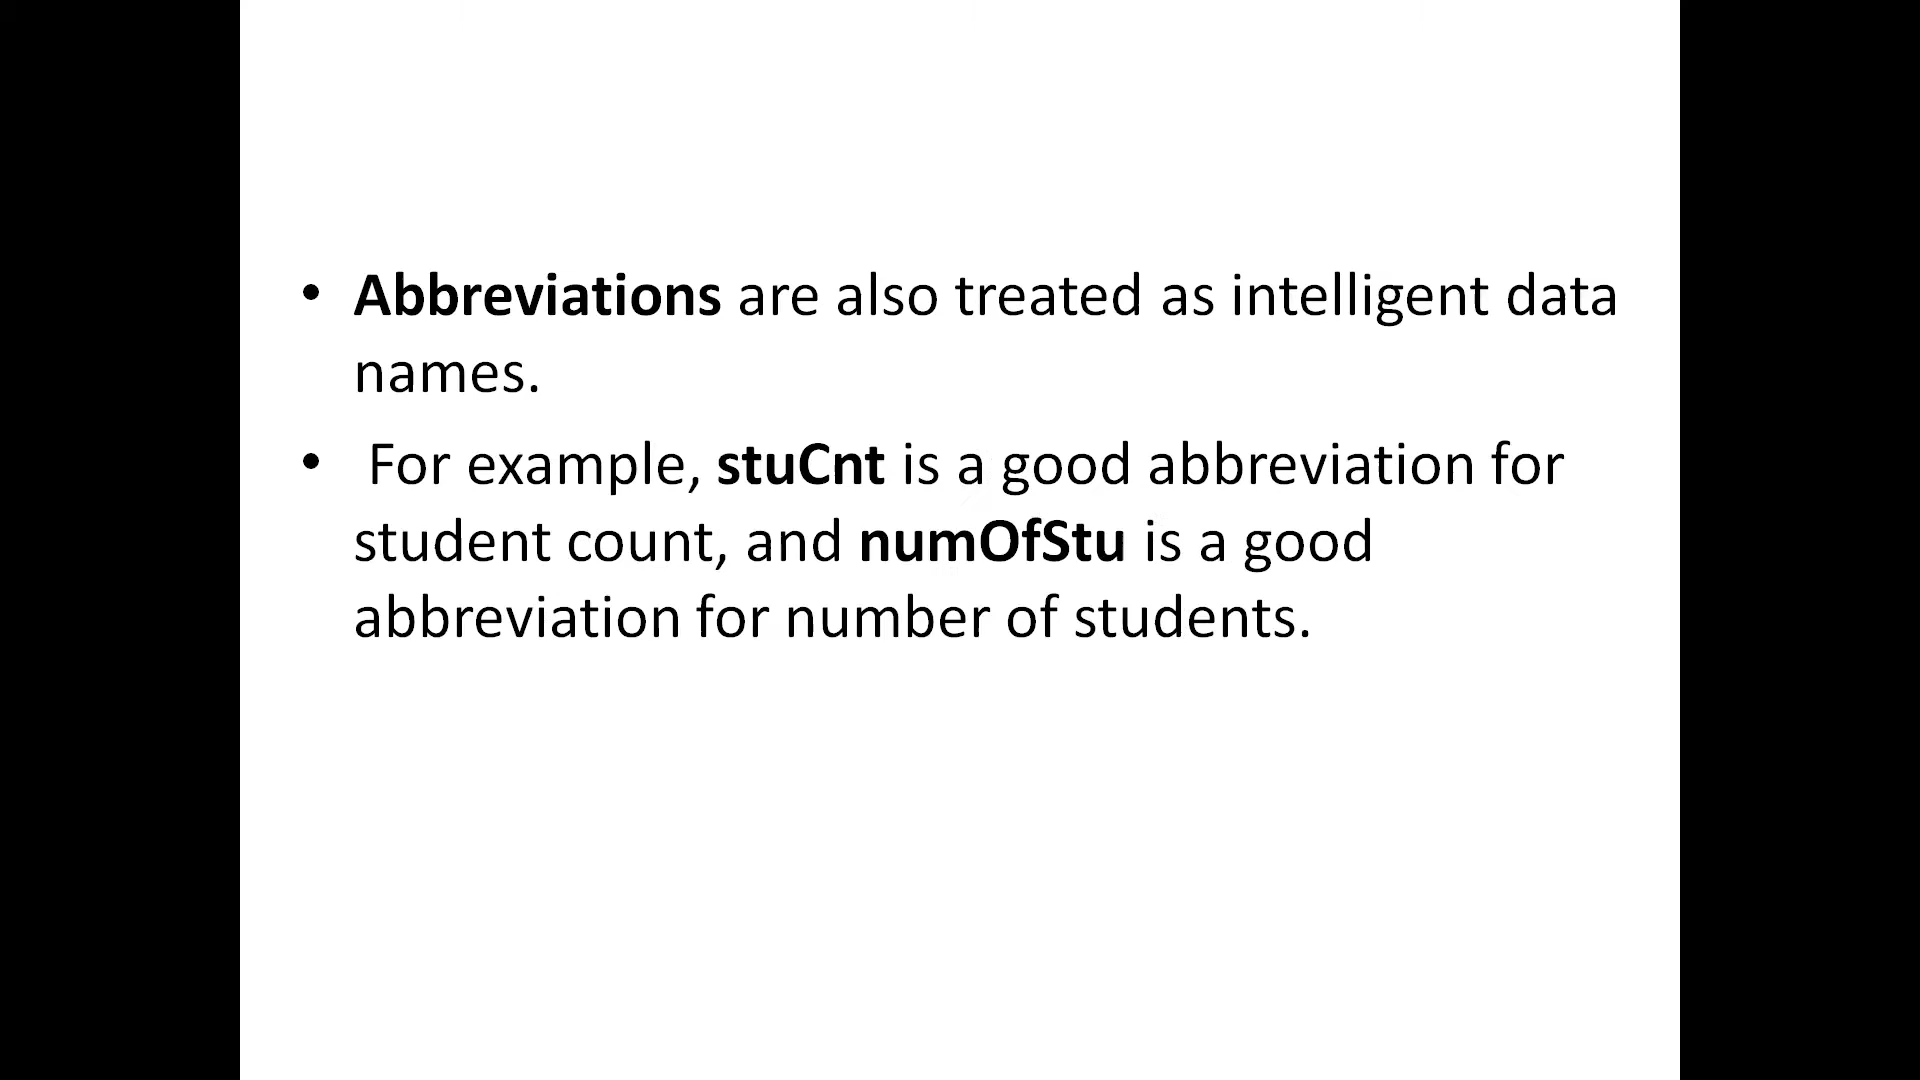 • Abbreviations are also treated as intelligent data
names.
• For example, stuCnt is a good abbreviation for
student count, and numOfStu is a good
abbreviation for number of students.